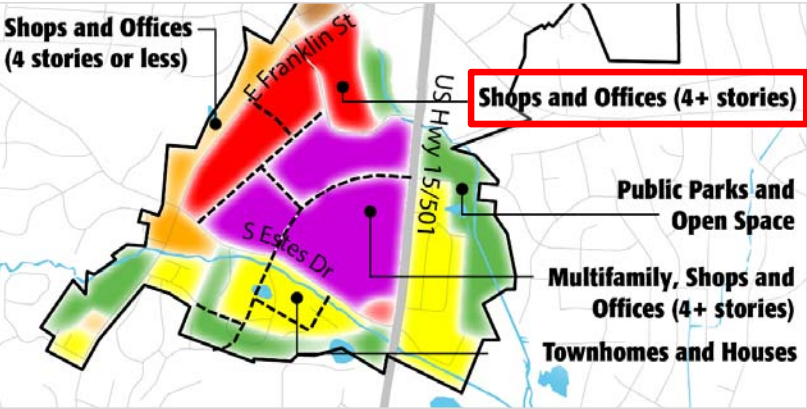 Shops and Offices
(4 stories or less)
E Franklin St
US Hwy 15/501
Shops and Offices (4+ stories)
Public Parks and
Open Space
S Estes Dr
Multifamily, Shops and
Offices (4+ stories)
Townhomes and Houses